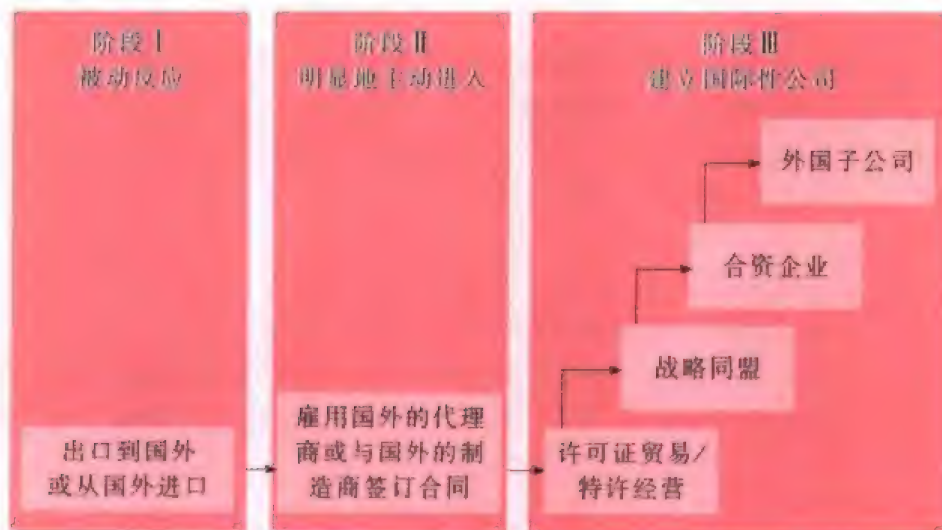 阶段Ⅰ
被动反应
出口到国外
或从国外进口
阶段Ⅱ
明显地主动进入
雇用国外的代理
商或与国外的制
造商签订合同
阶段Ⅲ
建立国际性公司
外国子公司
合资企业
战略同盟
许可证贸易/
特许经营